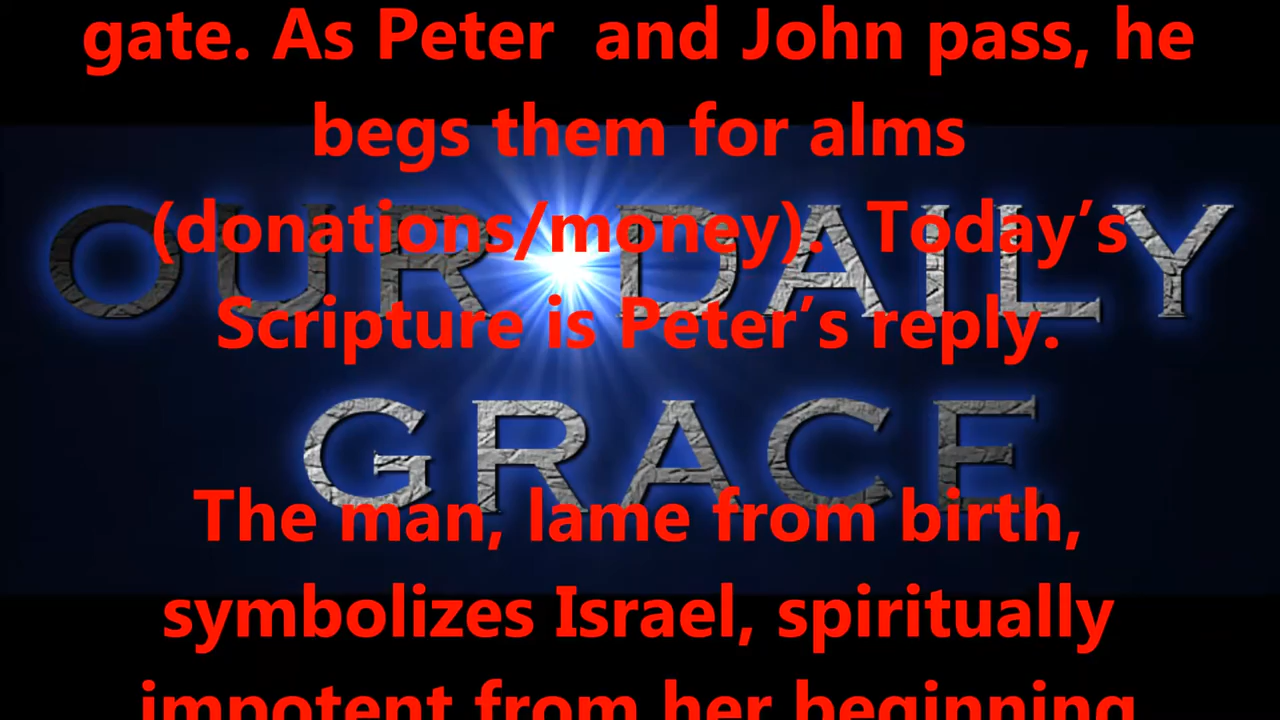 gate. As Peter  and John pass, he
begs them for alms
(donations/money).  Today’s
Scripture is Peter’s reply.
The man, lame from birth,
symbolizes Israel, spiritually
impotent from her beginning
OUR DAILY
GRACE